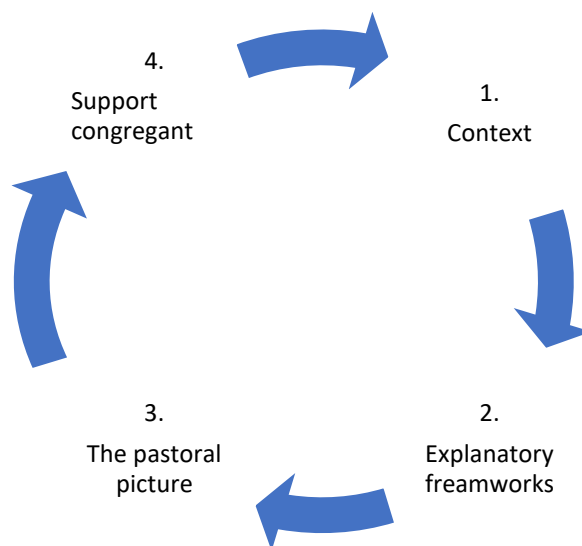 1.
Context
2.
Explanatory
freamworks
3.
The pastoral
picture
4.
Support
congregant